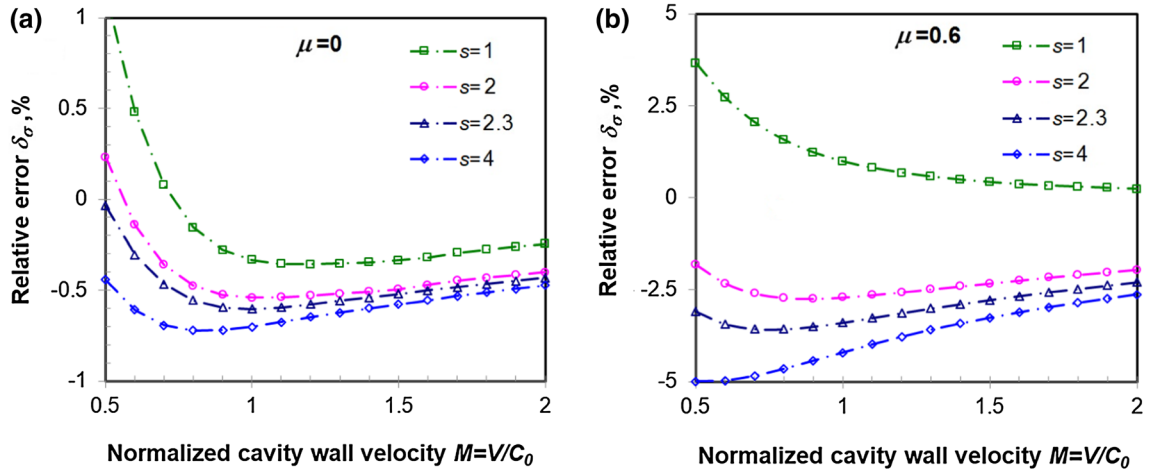 (a)
μ=0
s=1
s=2
s=2.3
s=4
1
0.5
0
-0.5
-1
0.5
1
1.5
2
Relative error δσ,%
Normalized cavity wall velocity M=V/C0
(b)
μ=0.6
s=1
s=2
s=2.3
s=4
5
2.5
0
-2.5
-5
0.5
1
1.5
2
Relative error δσ,%
Normalized cavity wall velocity M=V/C0